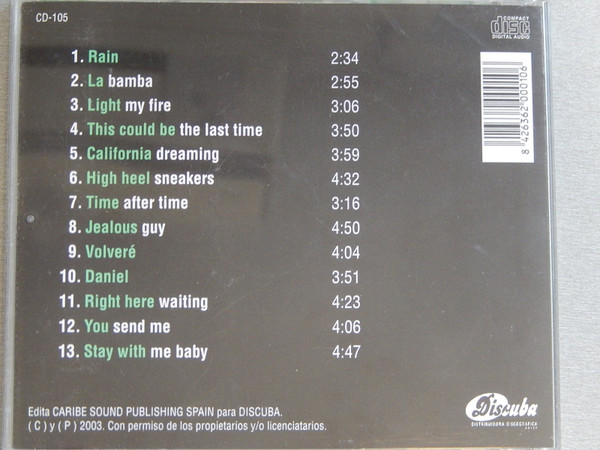 CD-105
COMPACT
disc
DIGITAL AUDIO
1. Rain 2:34
2. La bamba 2:55
3. Light my fire 3:06
4. This could be the last time 3:50
5. California dreaming 3:59
6. High heel sneakers 4:32
7. Time after time 3:16
8. Jealous guy 4:50
9. Volveré 4:04
10. Daniel 3:51
11. Right here waiting 4:23
12. You send me 4:06
13. Stay with me baby 4:47
8 426362 000106
Edita CARIBE SOUND PUBLISHING SPAIN para DISCUBA.
( C ) y ( P ) 2003. Con permiso de los propietarios y/o licenciatarios.
Discuba
DISTRIBUIDORA DISCOGRAFICA